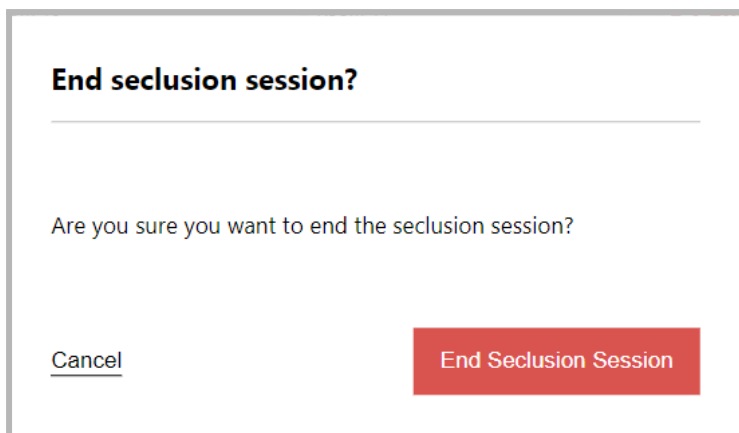 End seclusion session?
Are you sure you want to end the seclusion session?
Cancel
End Seclusion Session